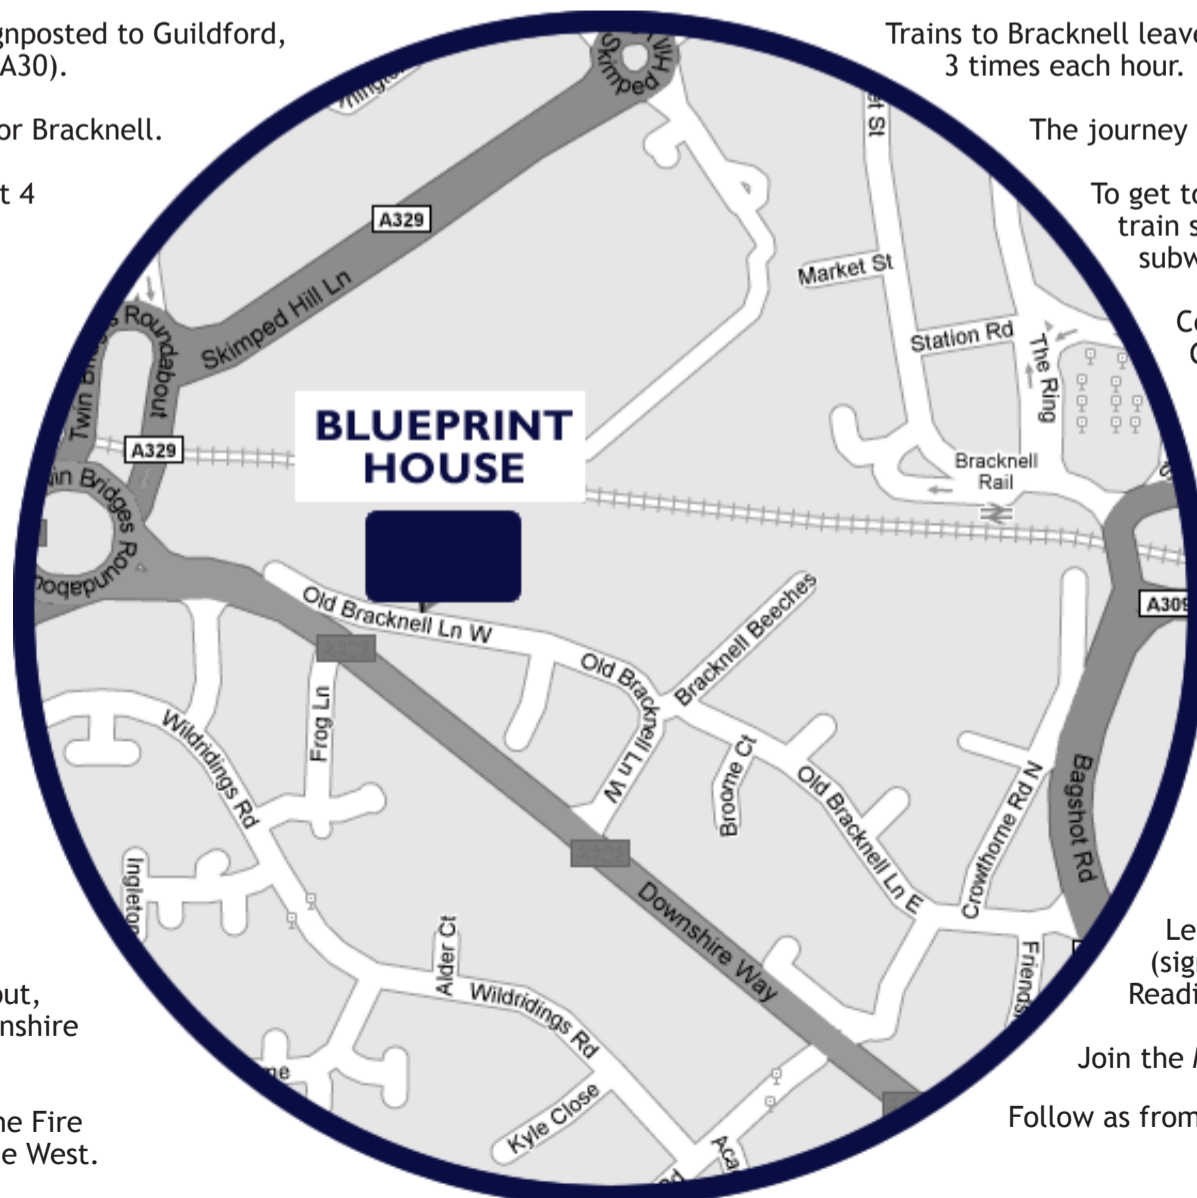 gnposted to Guildford,
A30).
or Bracknell.
t 4
Trains to Bracknell leave
3 times each hour.
The journey
To get to
train s
subw
Skimped Hill
A329
Skimped Hill Ln
Roundabout
Twin
A329
Twin Bridges Roundabout
Market St
Station Rd
The Ring
St
BLUEPRINT
HOUSE
Bracknell
Rail
A309
Old Bracknell Ln W
Old Bracknell Ln W
Bracknell Beeches
Broome Ct
Old Bracknell Ln E
Crowthorne Rd N
Bagshot Rd
Frog Ln
Wildridings Rd
Downshire Way
Alder Ct
Wildridings Rd
Kyle Close
out,
nshire
ne Fire
e West.
Le
(sig
Readi
Join the
Follow as from